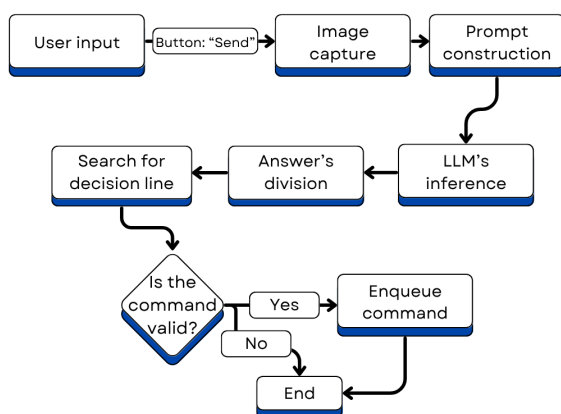 User input
Button: “Send”
Image
capture
Prompt
construction
LLM’s
inference
Answer’s
division
Search for
decision line
Is the
command
valid?
Yes
No
Enqueue
command
End